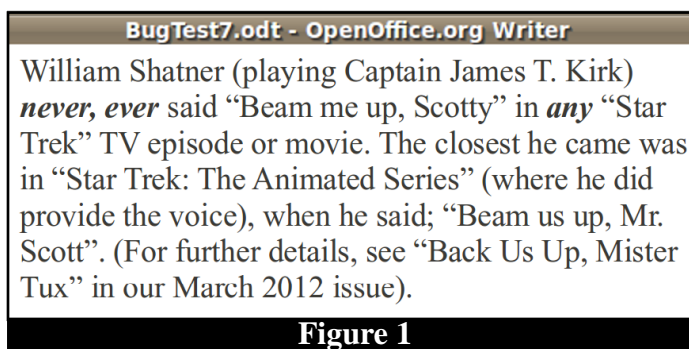 BugTest7.odt - OpenOffice.org Writer
William Shatner (playing Captain James T. Kirk)
never, ever said “Beam me up, Scotty” in any “Star
Trek” TV episode or movie. The closest he came was
in “Star Trek: The Animated Series” (where he did
provide the voice), when he said; “Beam us up, Mr.
Scott”. (For further details, see “Back Us Up, Mister
Tux” in our March 2012 issue).
Figure 1